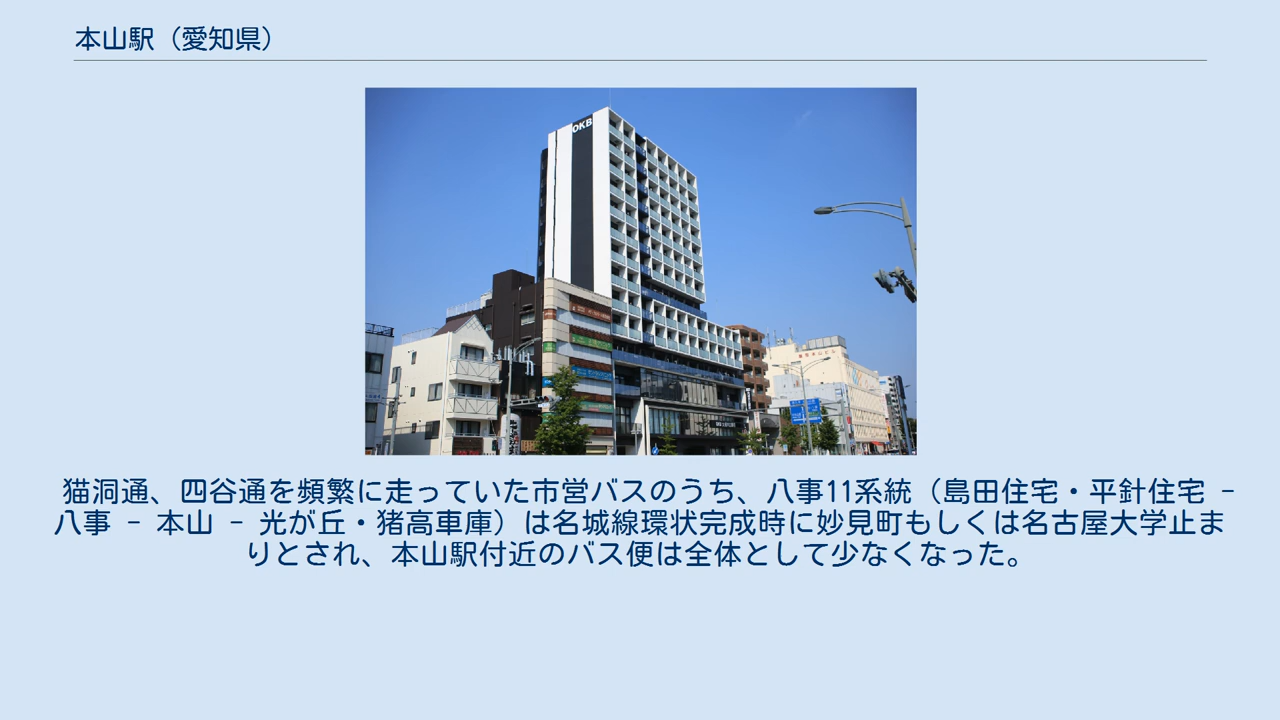 本山駅（愛知県）
OKB
猫洞通、四谷通を頻繁に走っていた市営バスのうち、八事11系統（島田住宅・平針住宅 -
八事 - 本山 - 光が丘・猪高車庫）は名城線環状完成時に妙見町もしくは名古屋大学止ま
りとされ、本山駅付近のバス便は全体として少なくなった。